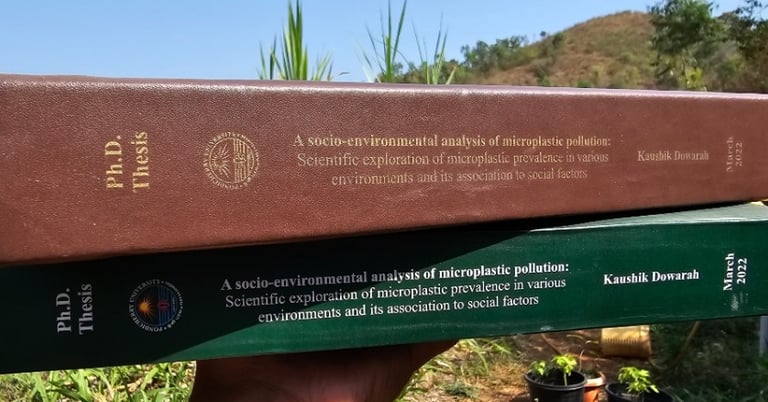 Ph.D.
Thesis
A socio-environmental analysis of microplastic pollution:
Scientific exploration of microplastic prevalence in various
environments and its association to social factors
Kaushik Dowarah
March
2022
Ph.D.
Thesis
PONDICHERRY UNIVERSITY
A socio-environmental analysis of microplastic pollution:
Scientific exploration of microplastic prevalence in various
environments and its association to social factors
Kaushik Dowarah
March
2022